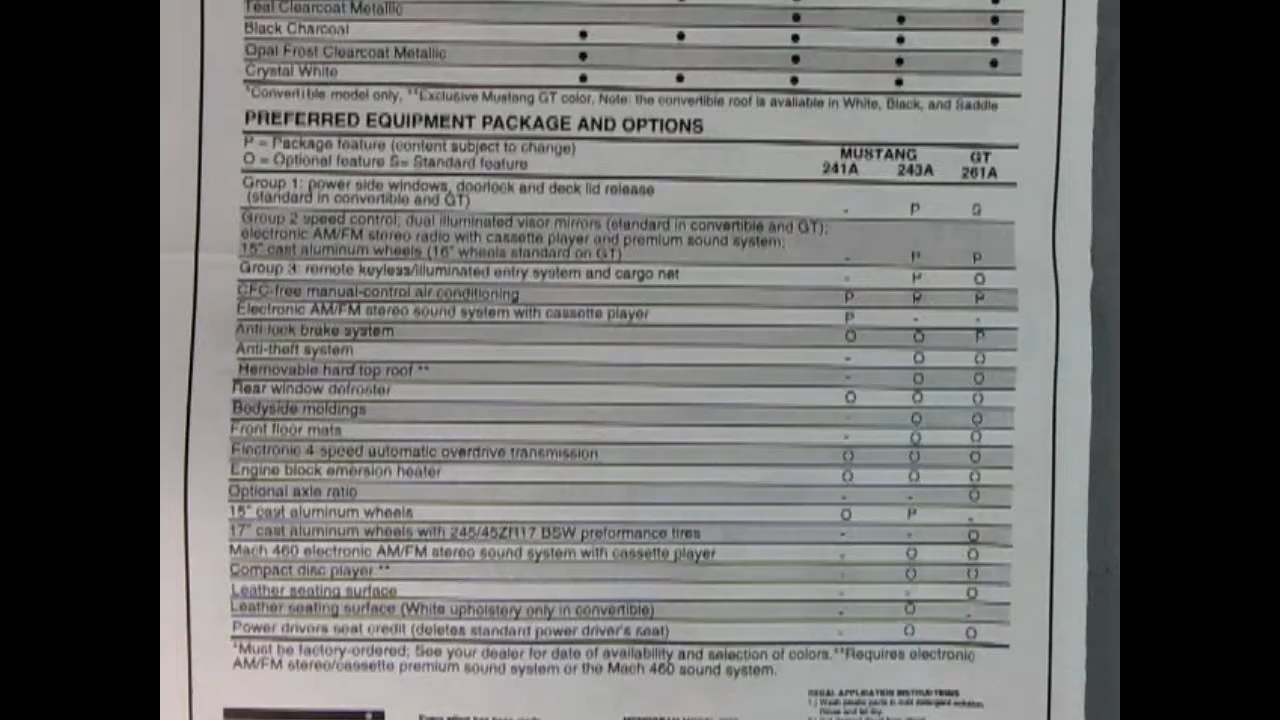 Teal Clearcoat Metallic • • •
Black Charcoal • • • • •
Opal Frost Clearcoat Metallic • • • •
Crystal White • • • •
*Convertible model only, **Exclusive Mustang GT color, Note: the convertible roof is available in White, Black, and Saddle
PREFERRED EQUIPMENT PACKAGE AND OPTIONS
P = Package feature (content subject to change)
O = Optional feature S= Standard feature
MUSTANG GT
241A 243A 261A
Group 1: power side windows, doorlock and deck lid release
(standard in convertible and GT) - P S
Group 2 speed control; dual illuminated visor mirrors (standard in convertible and GT);
electronic AM/FM stereo radio with cassette player and premium sound system;
15" cast aluminum wheels (16" wheels standard on GT) - P P
Group 3: remote keyless/illuminated entry system and cargo net - P O
CFC-free manual-control air conditioning P P P
Electronic AM/FM stereo sound system with cassette player P - -
Anti lock brake system O O P
Anti-theft system - O O
Removable hard top roof ** - O O
Rear window defroster O O O
Bodyside moldings - O O
Front floor mats - O O
Electronic 4 speed automatic overdrive transmission O O O
Engine block emersion heater O O O
Optional axle ratio - - O
15" cast aluminum wheels O P -
17" cast aluminum wheels with 245/45ZR17 BSW preformance tires - - O
Mach 460 electronic AM/FM stereo sound system with cassette player - O O
Compact disc player ** - O O
Leather seating surface - - O
Leather seating surface (White upholstery only in convertible) - O -
Power drivers seat credit (deletes standard power driver's seat) - O O
*Must be factory-ordered; See your dealer for date of availability and selection of colors.**Requires electronic
AM/FM stereo/cassette premium sound system or the Mach 460 sound system.
DECAL APPLICATION INSTRUCTIONS